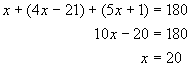 x + (4x − 21) + (5x + 1) = 180
10x − 20 = 180
x = 20